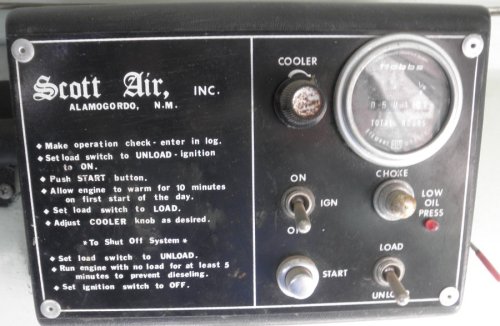 Scott Air, INC.
ALAMOGORDO, N.M.
Make operation check - enter in log.
Set load switch to UNLOAD - ignition
to ON.
Push START button.
Allow engine to warm for 10 minutes
on first start of the day.
Set load switch to LOAD.
Adjust COOLER knob as desired.
*To Shut Off System*
Set load switch to UNLOAD.
Run engine with no load for at least 5
minutes to prevent dieseling.
Set ignition switch to OFF.
COOLER
Hobbs
TOTAL HOURS
ON
IGN
CHOKE
LOW
OIL
PRESS
START
LOAD